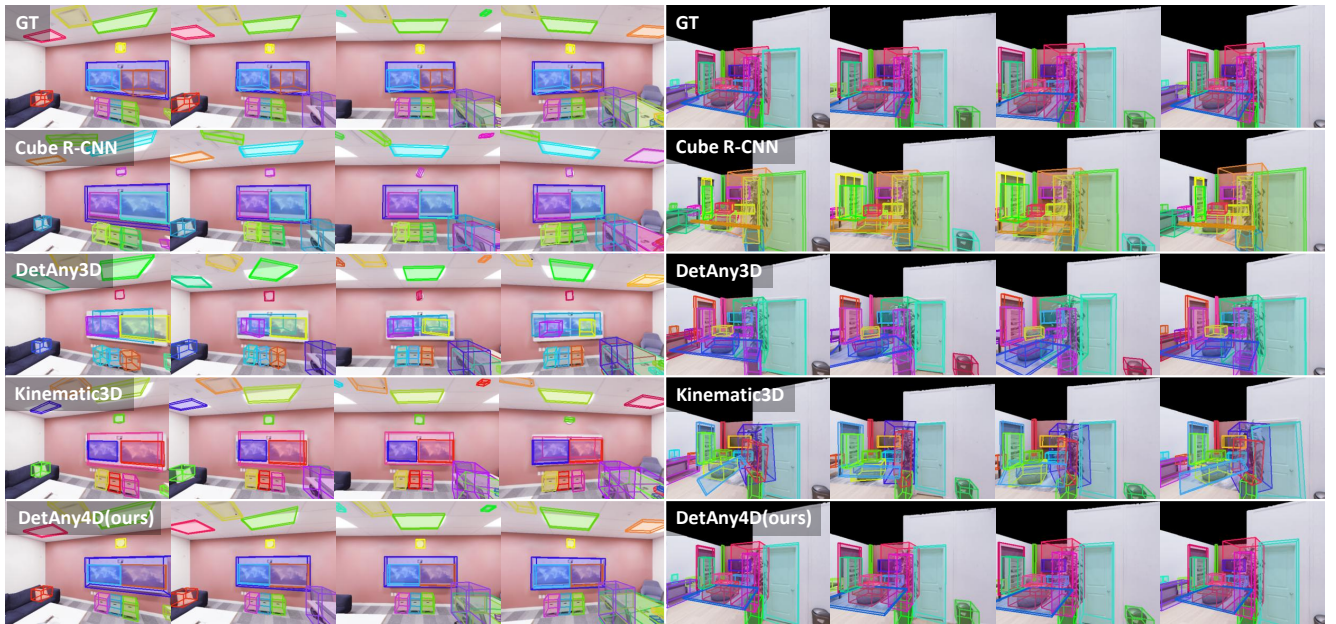 GT
GT
Cube R-CNN
Cube R-CNN
DetAny3D
DetAny3D
Kinematic3D
Kinematic3D
DetAny4D(ours)
DetAny4D(ours)